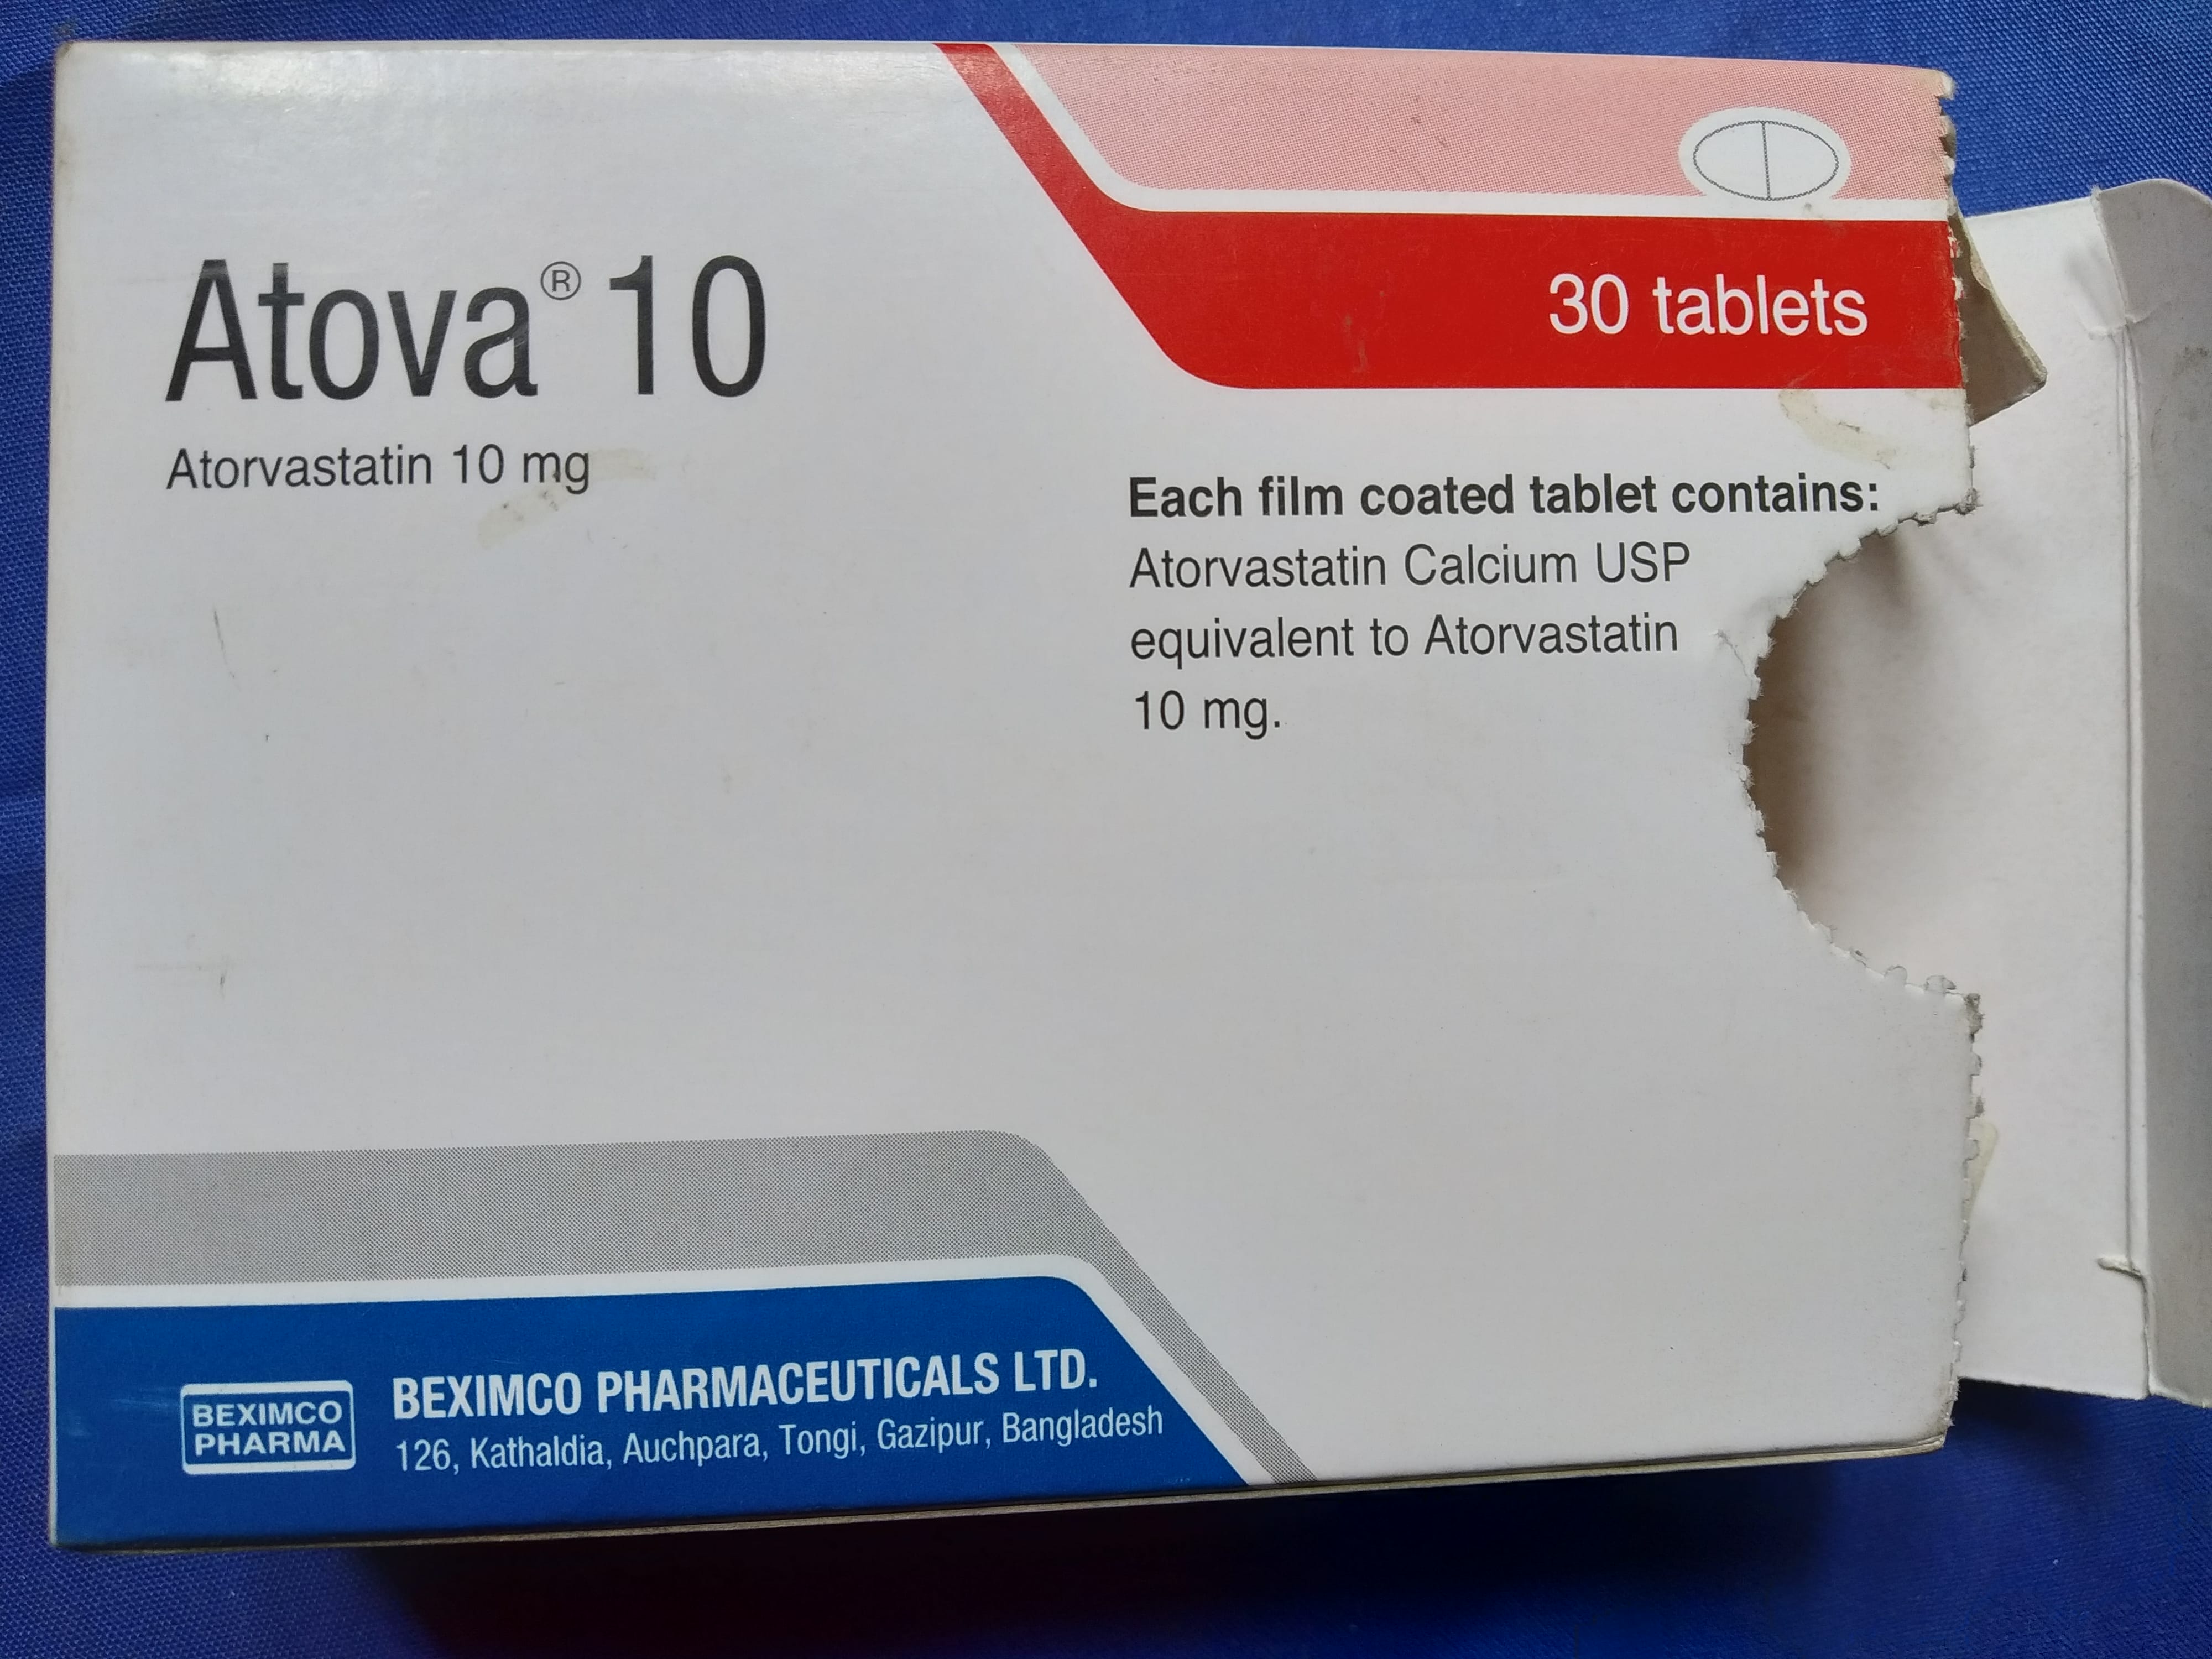 Atova® 10
Atorvastatin 10 mg
30 tablets
Each film coated tablet contains:
Atorvastatin Calcium USP
equivalent to Atorvastatin
10 mg.
BEXIMCO
PHARMA
BEXIMCO PHARMACEUTICALS LTD.
126, Kathaldia, Auchpara, Tongi, Gazipur, Bangladesh